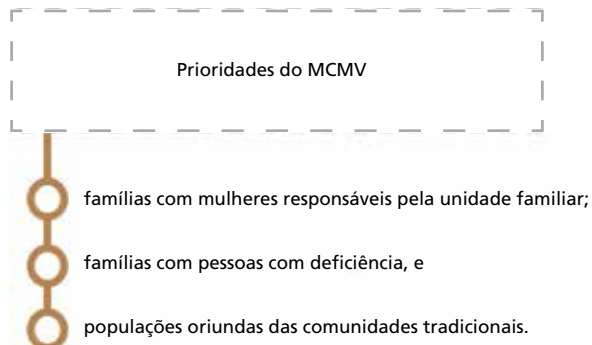 Prioridades do MCMV
famílias com mulheres responsáveis pela unidade familiar;
famílias com pessoas com deficiência, e
populações oriundas das comunidades tradicionais.